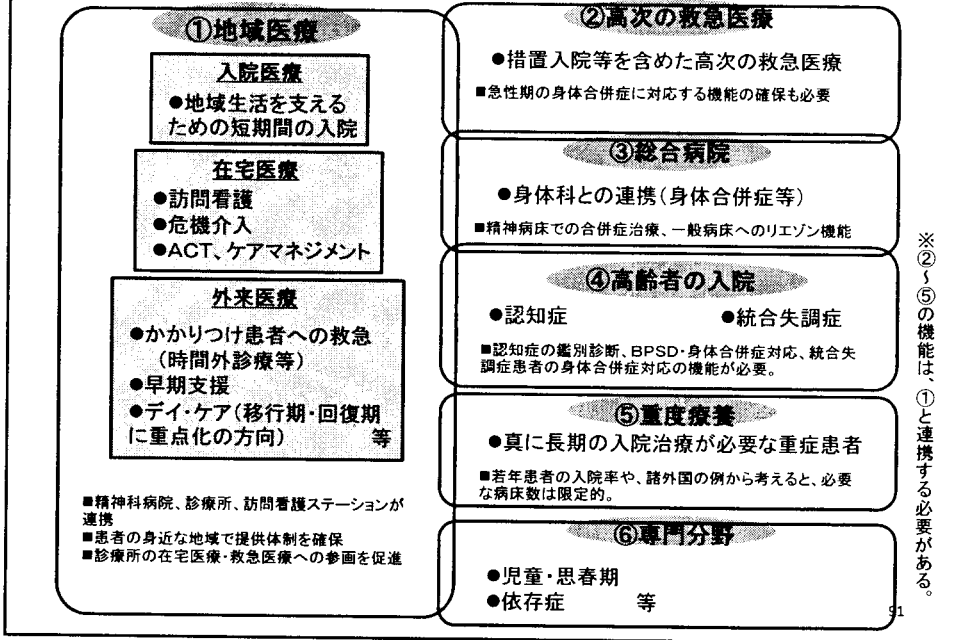 ①地域医療
入院医療
●地域生活を支える
ための短期間の入院
在宅医療
●訪問看護
●危機介入
●ACT、ケアマネジメント
外来医療
●かかりつけ患者への救急
（時間外診療等）
●早期支援
●デイ・ケア（移行期・回復期
に重点化の方向） 等
■精神科病院、診療所、訪問看護ステーションが
連携
■患者の身近な地域で提供体制を確保
■診療所の在宅医療・救急医療への参画を促進
②高次の救急医療
●措置入院等を含めた高次の救急医療
■急性期の身体合併症に対応する機能の確保も必要
③総合病院
●身体科との連携（身体合併症等）
■精神病床での合併症治療、一般病床へのリエゾン機能
④高齢者の入院
●認知症 ●統合失調症
■認知症の鑑別診断、BPSD・身体合併症対応、統合失
調症患者の身体合併症対応の機能が必要。
⑤重度療養
●真に長期の入院治療が必要な重症患者
■若年患者の入院率や、諸外国の例から考えると、必要
な病床数は限定的。
⑥専門分野
●児童・思春期
●依存症 等
※②～⑤の機能は、①と連携する必要がある。
91